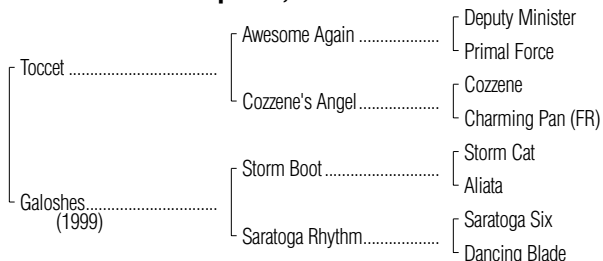 Deputy Minister
Awesome Again ....................
Primal Force
Toccet .....................................
Cozzene
Cozzene's Angel ....................
Charming Pan (FR)
Storm Cat
Storm Boot ............................
Aliata
Galoshes .................................
(1999)
Saratoga Six
Saratoga Rhythm ...................
Dancing Blade